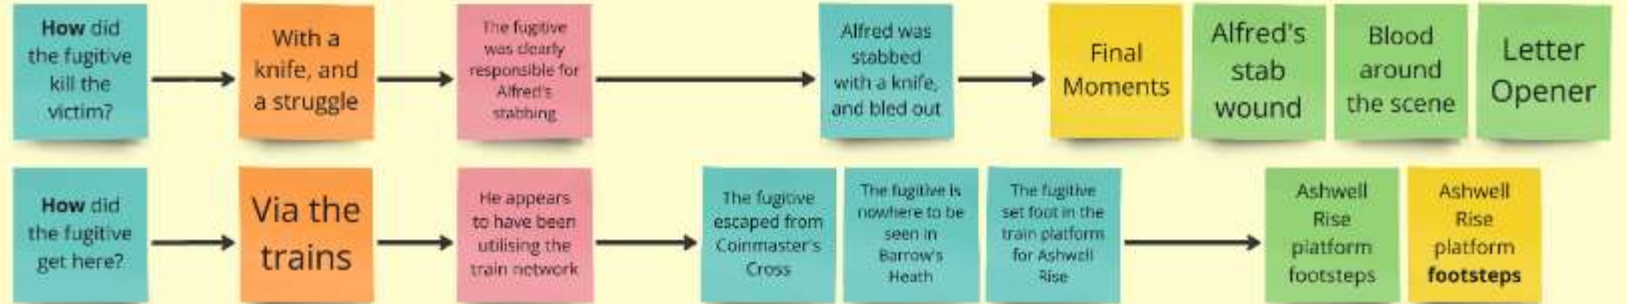 How did
the fugitive
kill the
victim?
With a
knife, and
a struggle
The fugitive
was clearly
responsible for
Alfred's
stabbing
Alfred was
stabbed
with a knife,
and bled out
Final
Moments
Alfred's
stab
wound
Blood
around
the scene
Letter
Opener
How did
the fugitive
get here?
Via the
trains
He appears
to have been
utilising the
train network
The fugitive
escaped from
Coinmaster's
Cross
The fugitive is
nowhere to be
seen in
Barrow's
Heath
The fugitive
set foot in the
train platform
for Ashwell
Rise
Ashwell
Rise
platform
footsteps
Ashwell
Rise
platform
footsteps